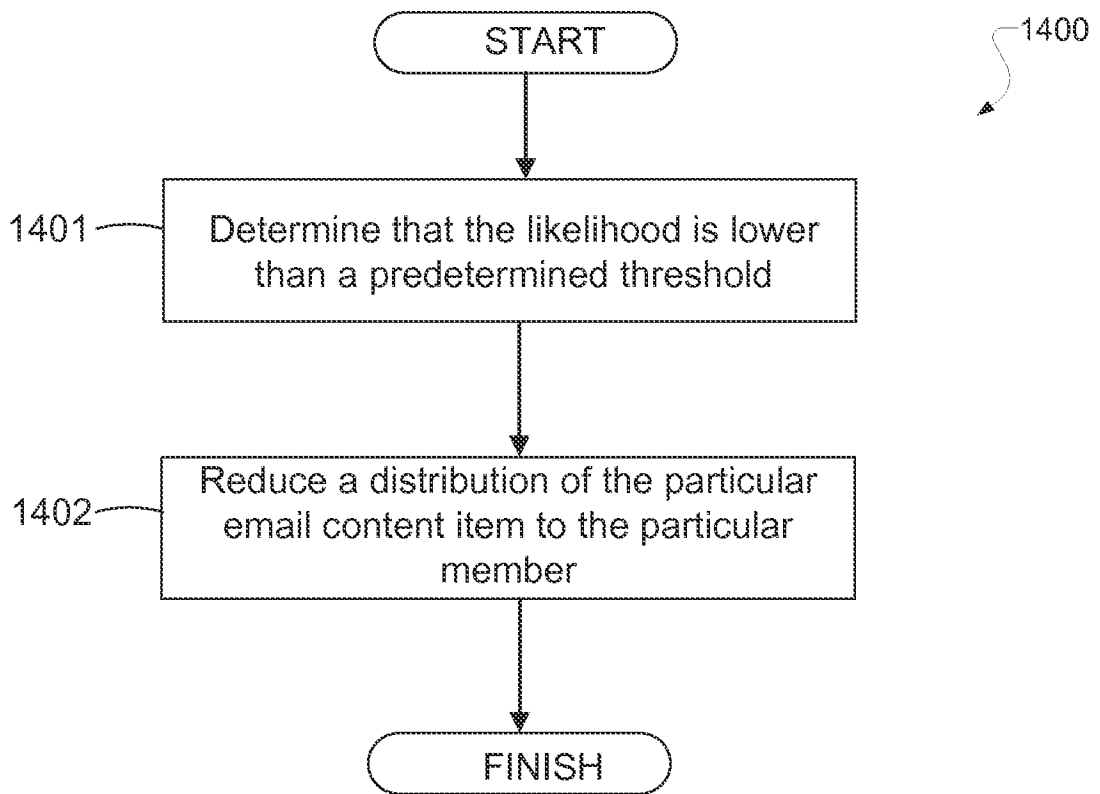 START
1400
1401
Determine that the likelihood is lower
than a predetermined threshold
1402
Reduce a distribution of the particular
email content item to the particular
member
FINISH